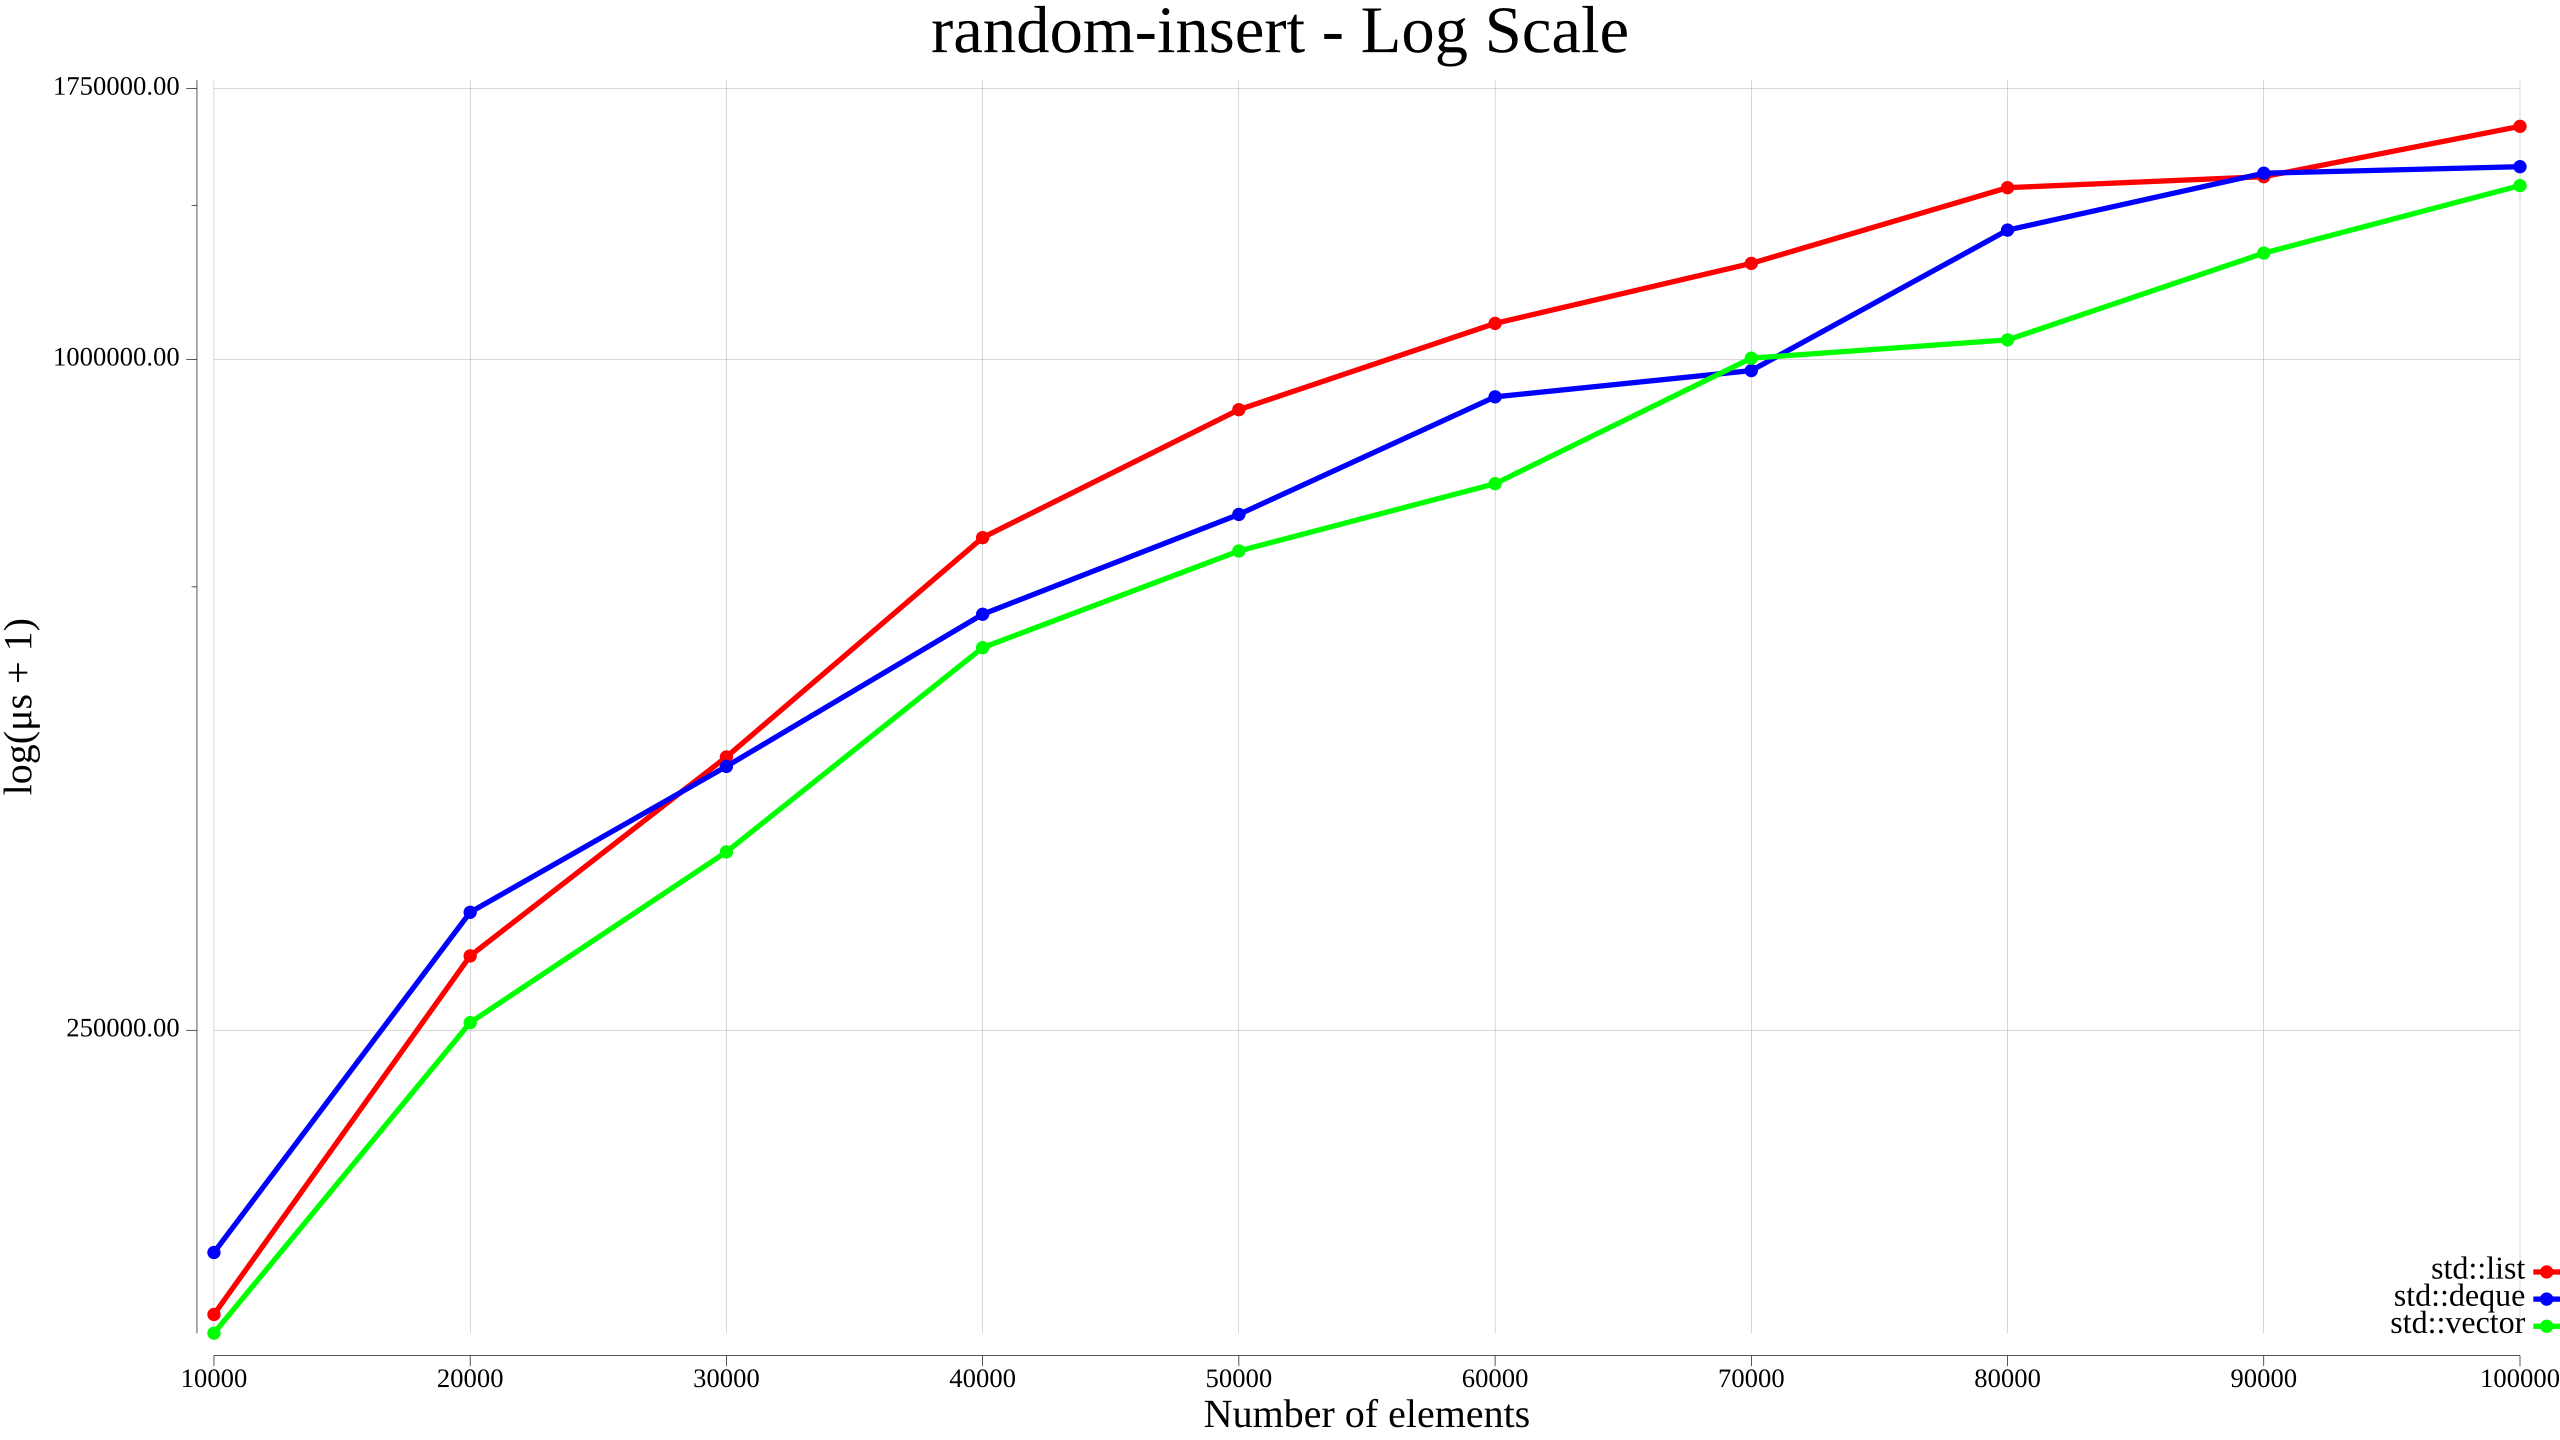 random-insert - Log Scale
1750000.00
1000000.00
250000.00
log(μs + 1)
std::list
std::deque
std::vector
10000 20000 30000 40000 50000 60000 70000 80000 90000 100000
Number of elements